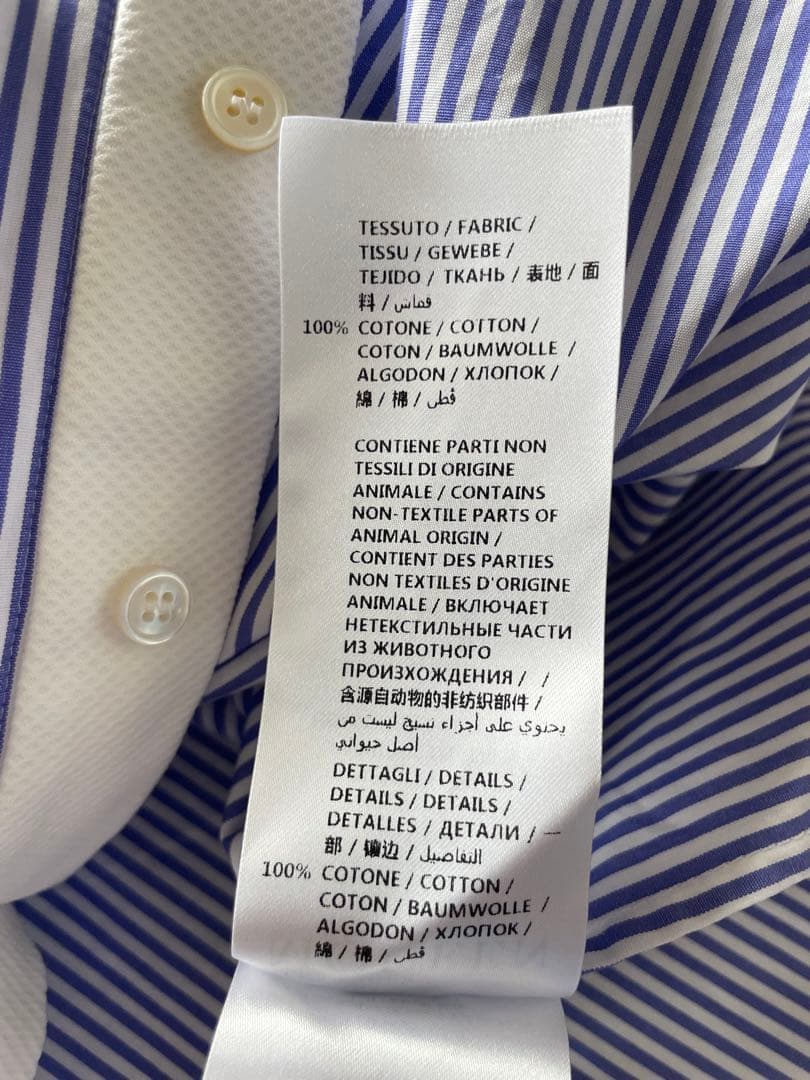 TESSUTO / FABRIC /
TISSU / GEWEBE /
TEJIDO / ТКАНЬ / 表地 / 面
料 / قماش
100% COTONE / COTTON /
COTON / BAUMWOLLE /
ALGODON / ХЛОПОК /
綿 / 棉 / قطن
CONTIENE PARTI NON
TESSILI DI ORIGINE
ANIMALE / CONTAINS
NON-TEXTILE PARTS OF
ANIMAL ORIGIN /
CONTIENT DES PARTIES
NON TEXTILES D'ORIGINE
ANIMALE / ВКЛЮЧАЕТ
НЕТЕКСТИЛЬНЫЕ ЧАСТИ
ИЗ ЖИВОТНОГО
ПРОИЗХОЖДЕНИЯ / /
含源自动物的非纺织部件 /
يحتوي على أجزاء نسيج ليست من
أصل حيواني
DETTAGLI / DETAILS /
DETAILS / DETAILS /
DETALLES / ДЕТАЛИ / 一
部 / 镶边 / التفاصيل
100% COTONE / COTTON /
COTON / BAUMWOLLE /
ALGODON / ХЛОПОК /
綿 / 棉 / قطن